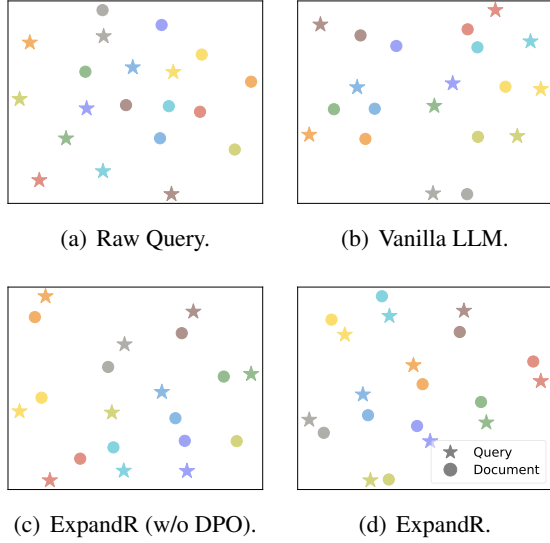 (a) Raw Query.
(b) Vanilla LLM.
Query
Document
(c) ExpandR (w/o DPO).
(d) ExpandR.